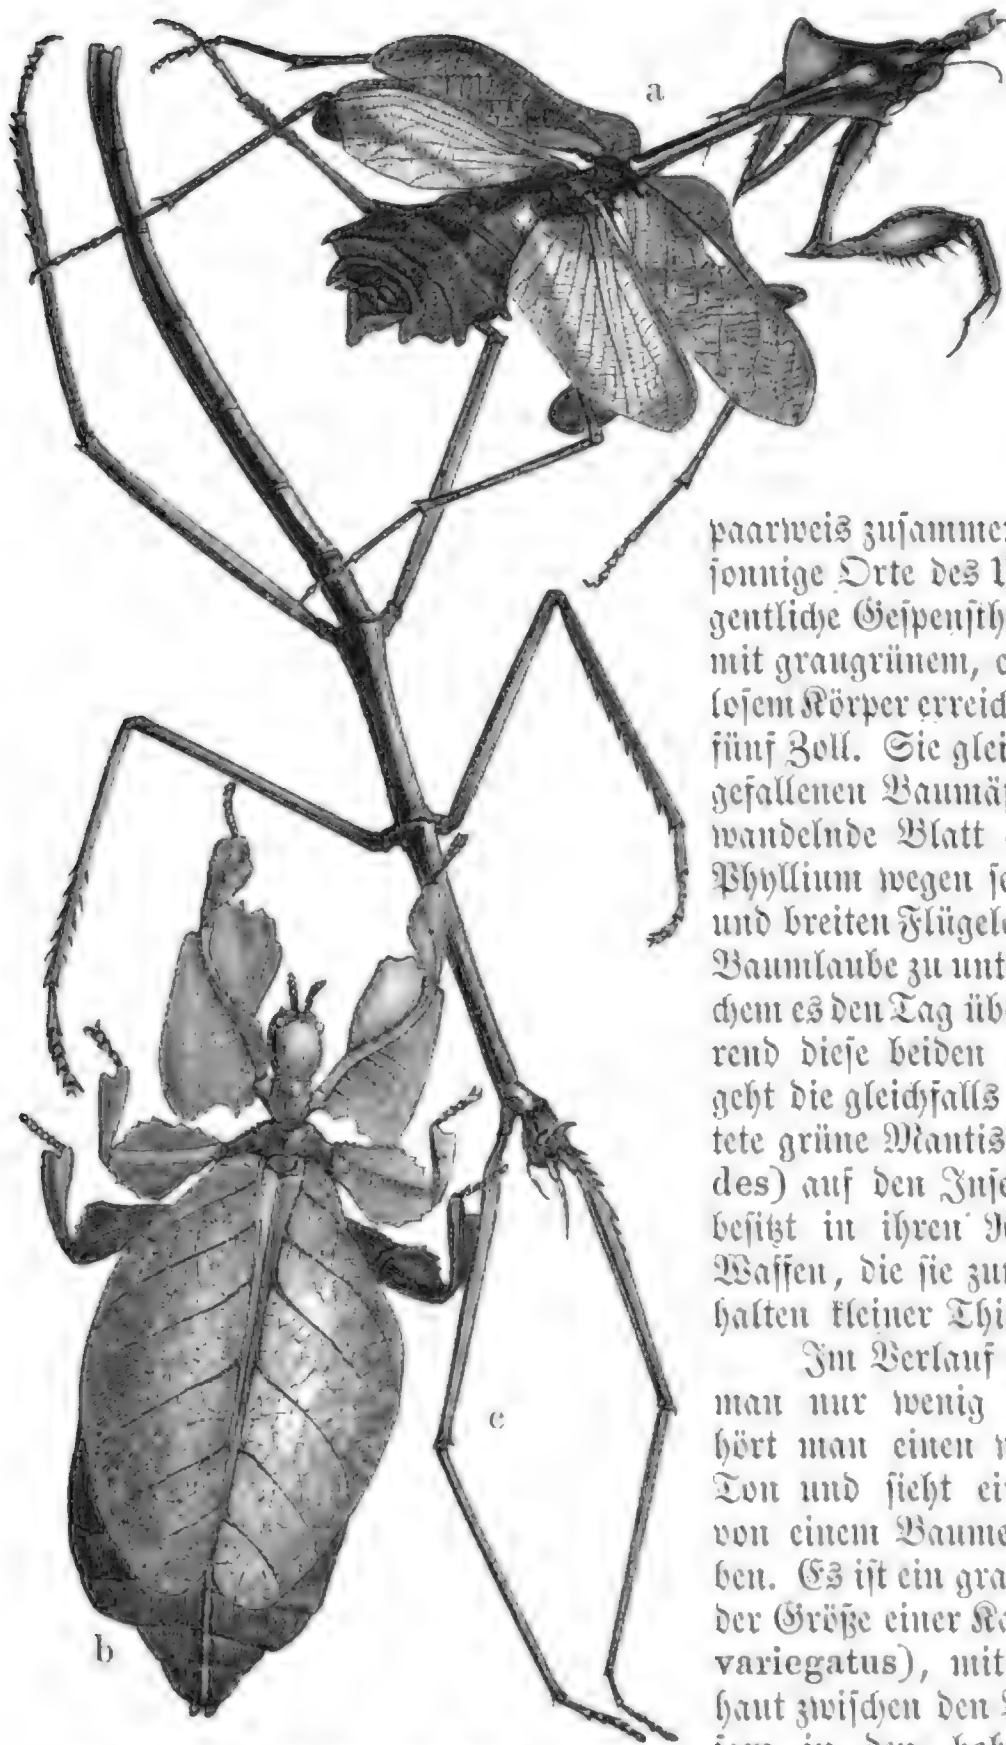 a
paarweis zusamme
sonnige Orte des U
gentliche Gespensth
mit graugrünem, o
losem Körper erreich
fünf Zoll. Sie glei
gefallenen Baumäs
wandelnde Blatt
Phyllium wegen se
und breiten Flügeld
Baumlaube zu unt
chem es den Tag üb
rend diese beiden
geht die gleichfalls
tete grüne Mantis
des) auf den Inse
besitzt in ihren R
Waffen, die sie zur
halten kleiner Thi
Im Verlauf
man nur wenig
hört man einen
Ton und sieht ei
von einem Baume
ben. Es ist ein gra
der Größe einer Ka
variegatus), mit
haut zwischen den
b
c